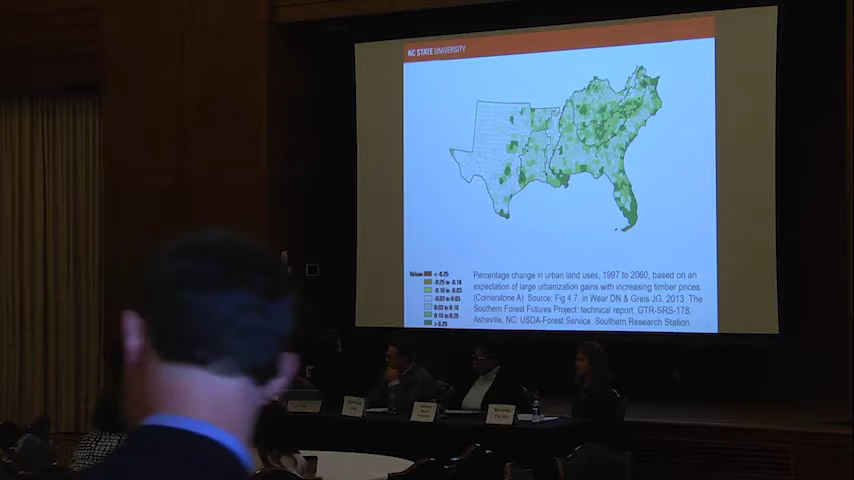 NC STATE UNIVERSITY
Urban
< -0.25
-0.25 to -0.10
-0.10 to -0.03
-0.03 to 0.03
0.03 to 0.10
0.10 to 0.25
> 0.25
Percentage change in urban land uses, 1997 to 2060, based on an
expectation of large urbanization gains with increasing timber prices
(Cornerstone A). Source: Fig 4.7, in Wear DN & Greis JG. 2013. The
Southern Forest Futures Project: technical report. GTR-SRS-178.
Asheville, NC: USDA-Forest Service, Southern Research Station.